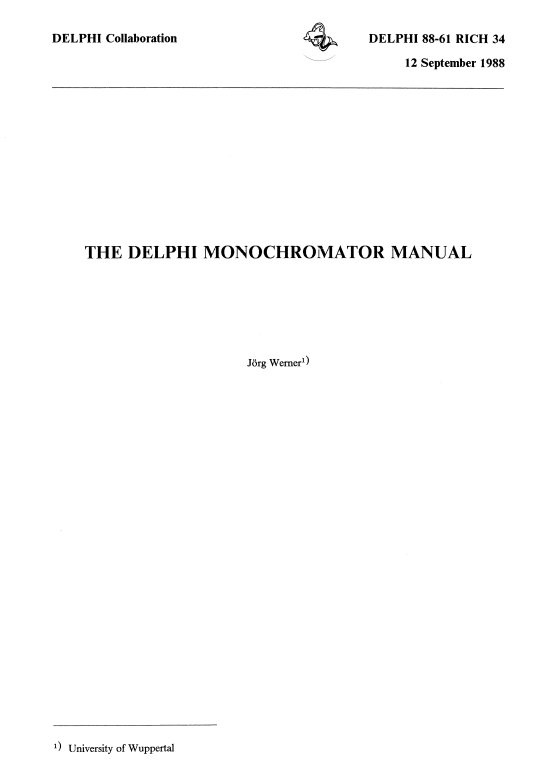 DELPHI Collaboration
DELPHI 88-61 RICH 34
12 September 1988
THE DELPHI MONOCHROMATOR MANUAL
Jörg Werner¹)
¹) University of Wuppertal